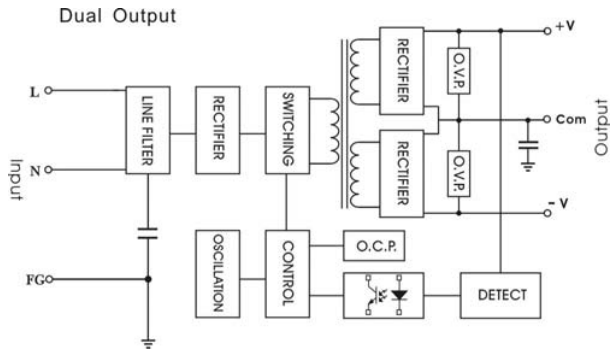 Dual Output
Input
L
N
FG
LINE FILTER
RECTIFIER
SWITCHING
RECTIFIER
RECTIFIER
O.V.P.
O.V.P.
+V
Com
- V
Output
OSCILLATION
CONTROL
O.C.P.
DETECT